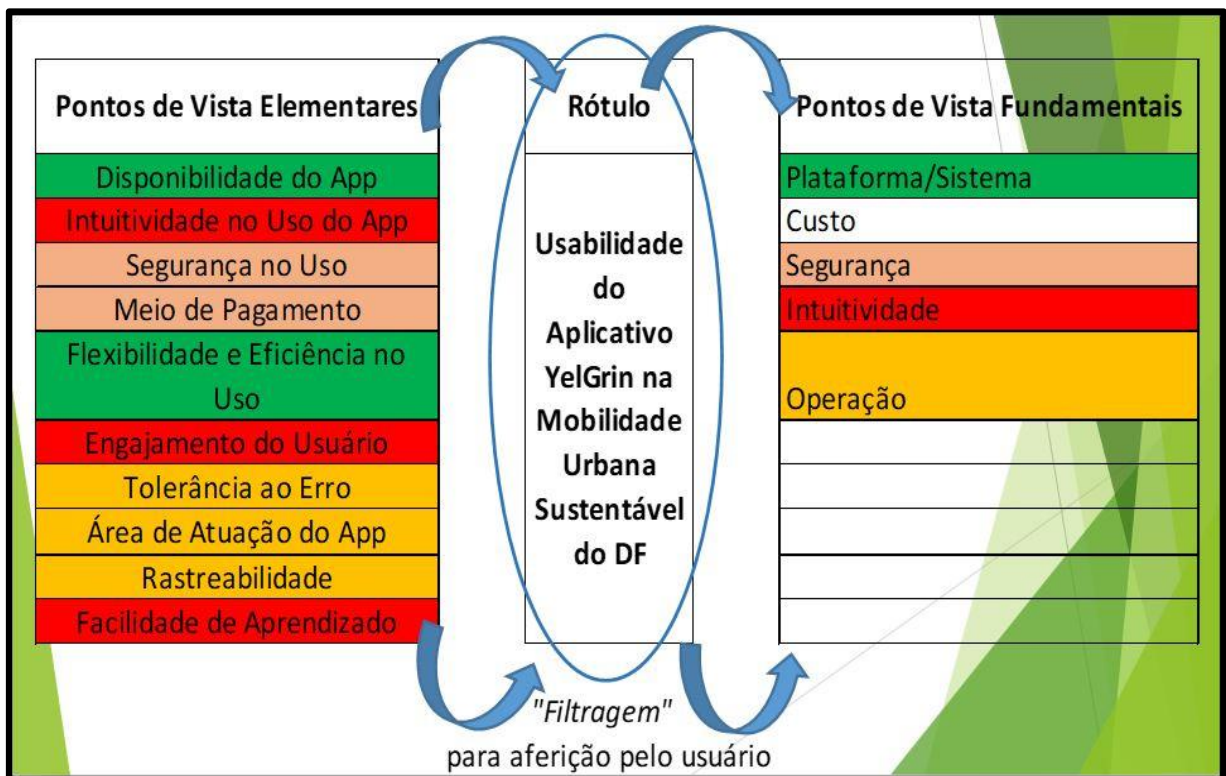 Pontos de Vista Elementares
Disponibilidade do App
Intuitividade no Uso do App
Segurança no Uso
Meio de Pagamento
Flexibilidade e Eficiência no
Uso
Engajamento do Usuário
Tolerância ao Erro
Área de Atuação do App
Rastreabilidade
Facilidade de Aprendizado
Rótulo
Usabilidade
do
Aplicativo
YelGrin na
Mobilidade
Urbana
Sustentável
do DF
Pontos de Vista Fundamentais
Plataforma/Sistema
Custo
Segurança
Intuitividade
Operação
"Filtragem"
para aferição pelo usuário